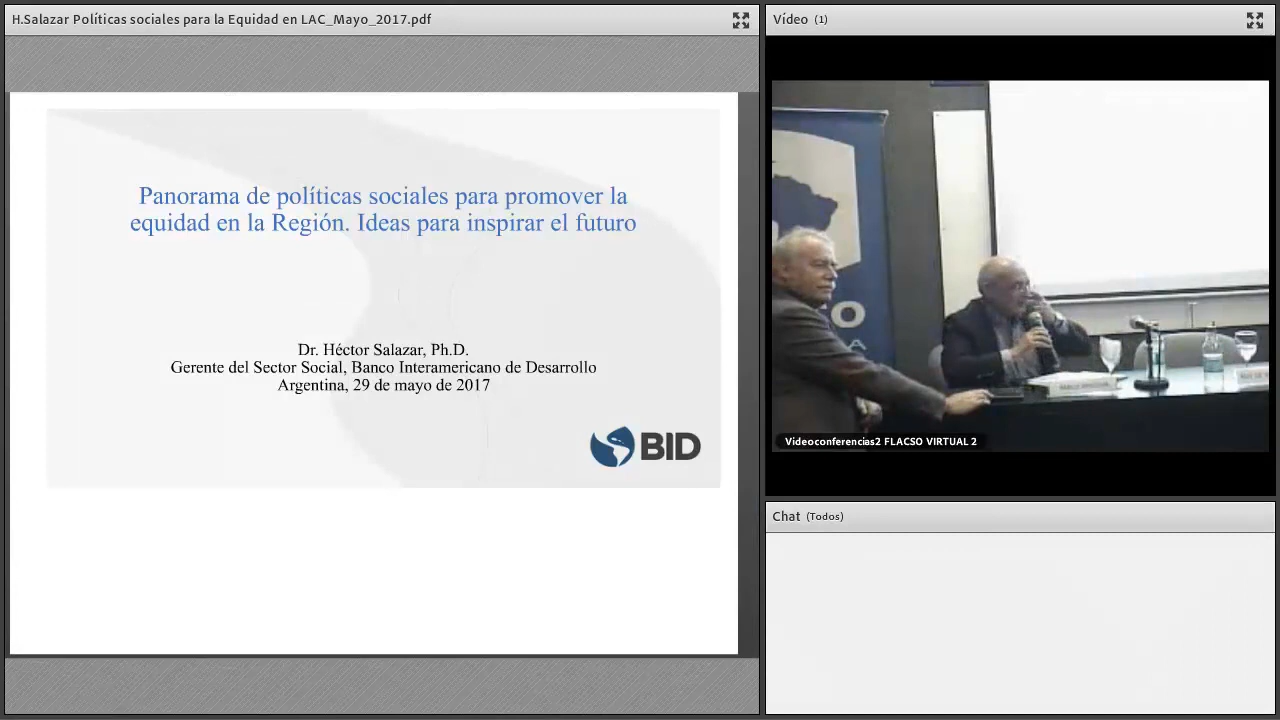 H.Salazar Políticas sociales para la Equidad en LAC_Mayo_2017.pdf
Panorama de políticas sociales para promover la
equidad en la Región. Ideas para inspirar el futuro
Dr. Héctor Salazar, Ph.D.
Gerente del Sector Social, Banco Interamericano de Desarrollo
Argentina, 29 de mayo de 2017
BID
Vídeo (1)
O
A
Videoconferencias2 FLACSO VIRTUAL 2
Chat (Todos)